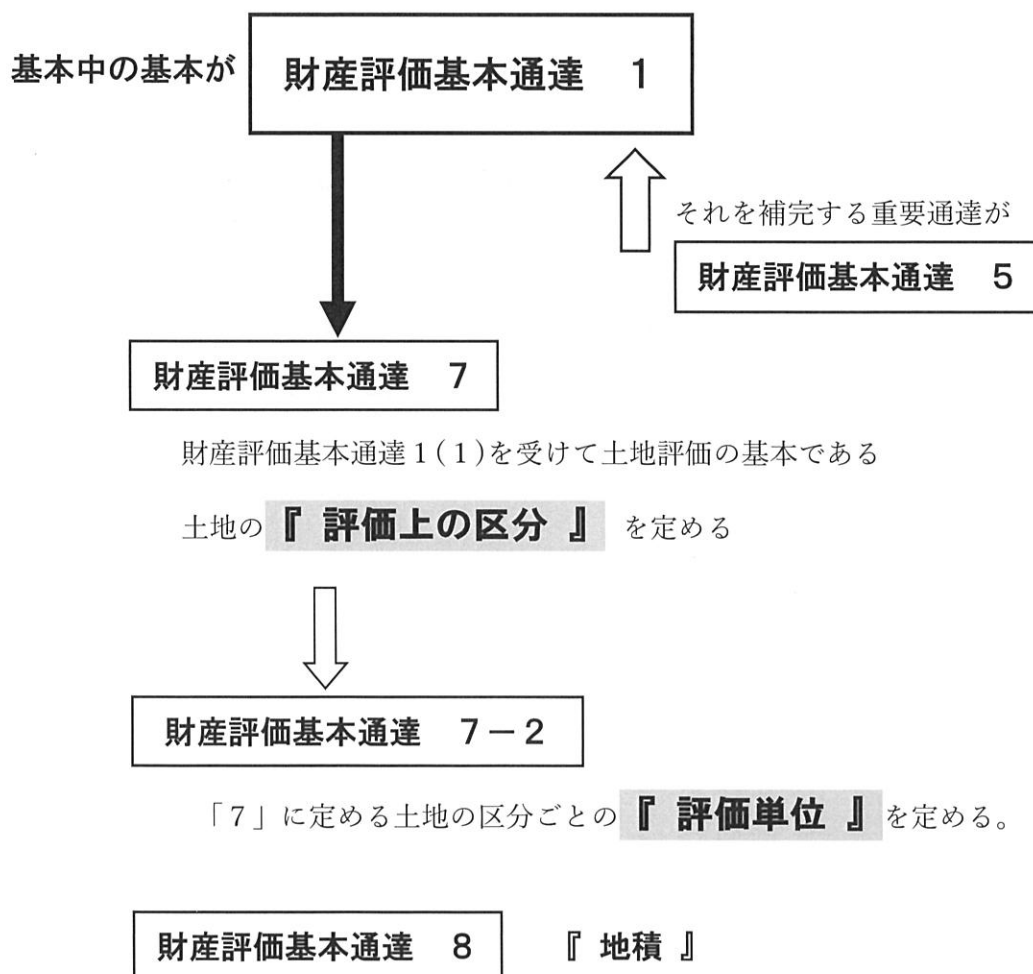 基本中の基本が 財産評価基本通達 1
それを補完する重要通達が
財産評価基本通達 5
財産評価基本通達 7
財産評価基本通達1(1)を受けて土地評価の基本である
土地の『 評価上の区分 』 を定める
財産評価基本通達 7-2
「7」に定める土地の区分ごとの『 評価単位 』を定める。
財産評価基本通達 8 『 地積 』